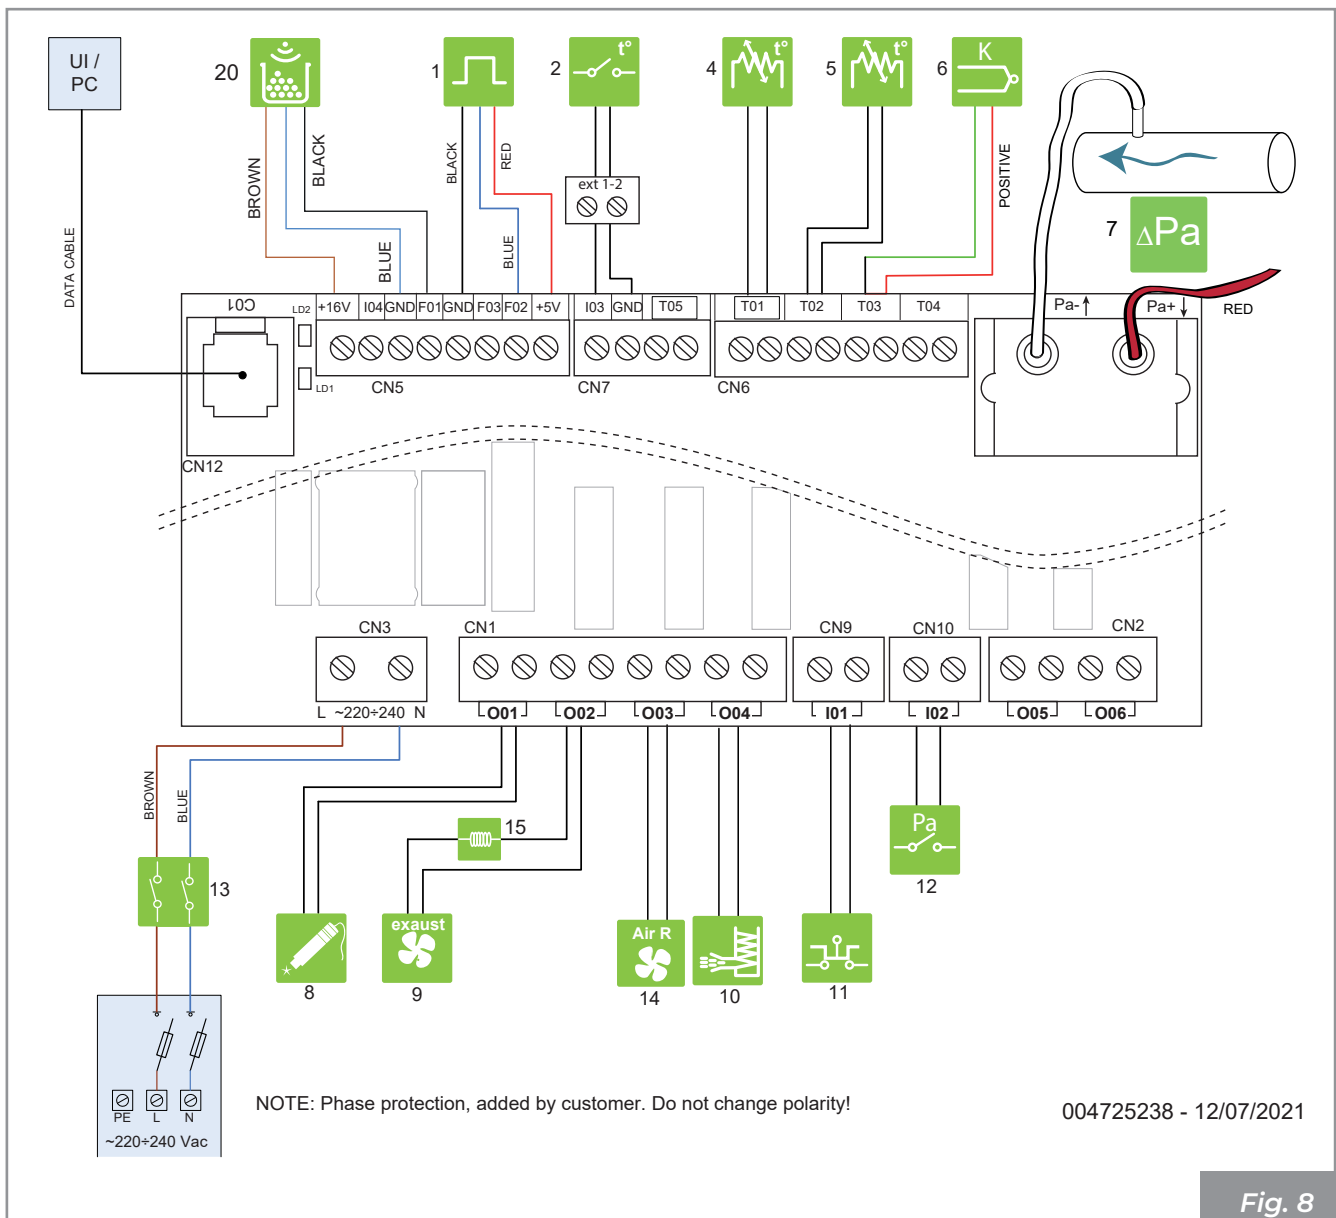 UI /
PC
20
1
2
t°
4
t°
5
t°
6
K
7
ΔPa
BROWN
BLUE
BLACK
BLACK
BLUE
RED
POSITIVE
DATA CABLE
ext 1-2
C01
LD2
LD1
+16V I04 GND F01 GND F03 F02 +5V
I03 GND T05
T01 T02 T03 T04
Pa- Pa+
RED
CN5
CN7
CN6
CN12
CN3
CN1
CN9
CN10
CN2
L ~220÷240 N
O01 O02 O03 O04
I01
I02
O05 O06
BROWN
BLUE
13
15
8
exaust
9
Air R
14
10
11
Pa
12
PE L N
~220÷240 Vac
NOTE: Phase protection, added by customer. Do not change polarity!
004725238 - 12/07/2021
Fig. 8